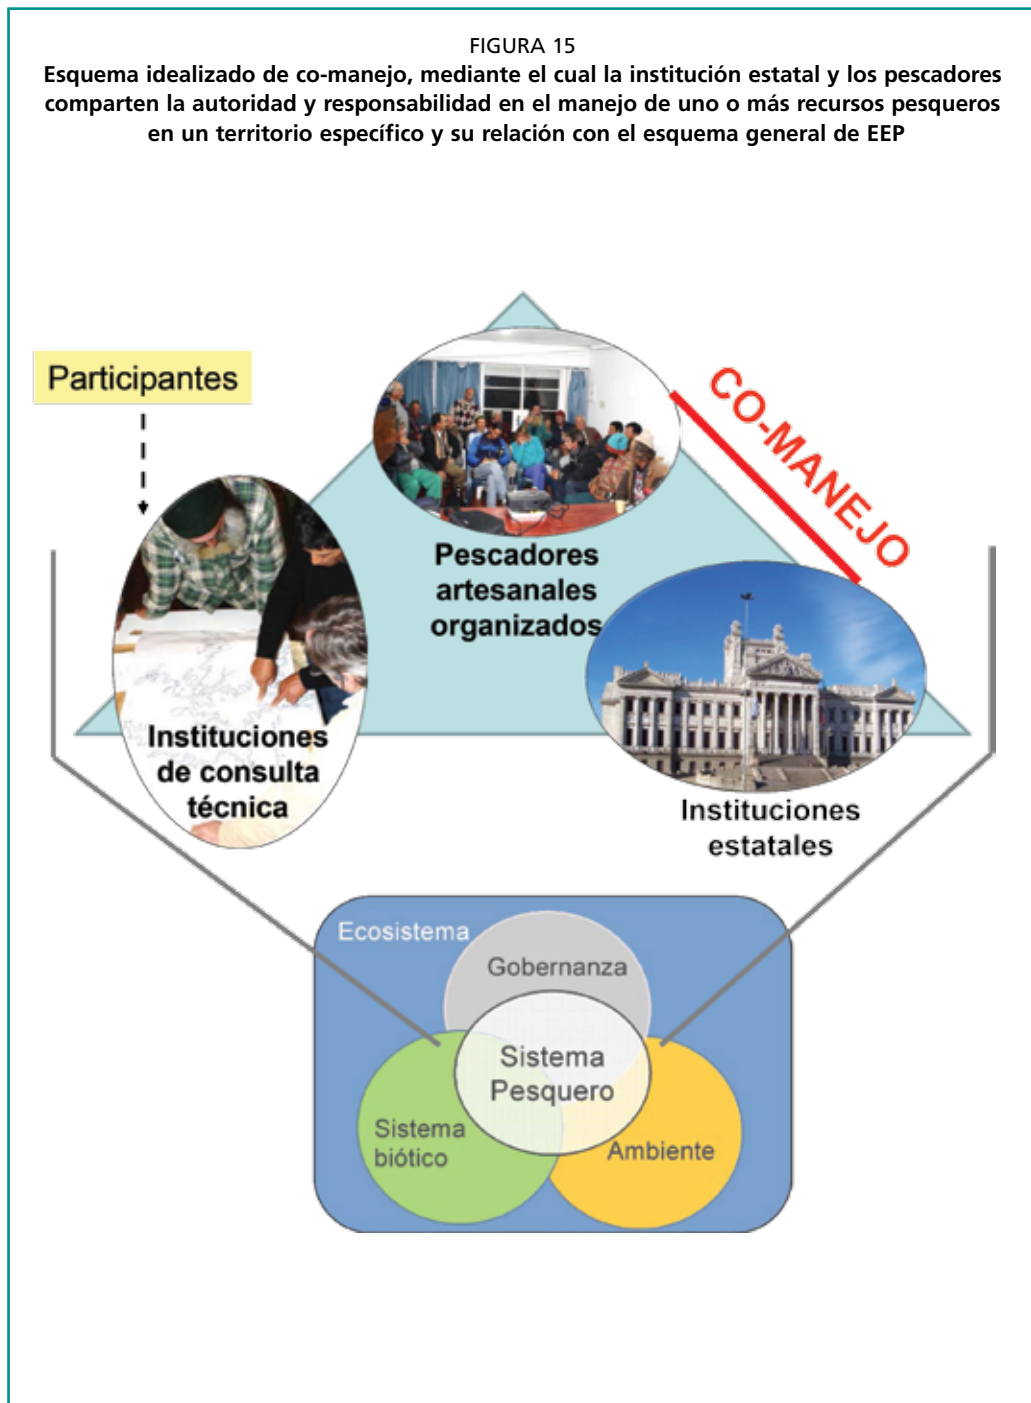 FIGURA 15
Esquema idealizado de co-manejo, mediante el cual la institución estatal y los pescadores
comparten la autoridad y responsabilidad en el manejo de uno o más recursos pesqueros
en un territorio específico y su relación con el esquema general de EEP
Participantes
CO-MANEJO
Pescadores
artesanales
organizados
Instituciones
de consulta
técnica
Instituciones
estatales
Ecosistema
Gobernanza
Sistema
Pesquero
Sistema
biótico
Ambiente